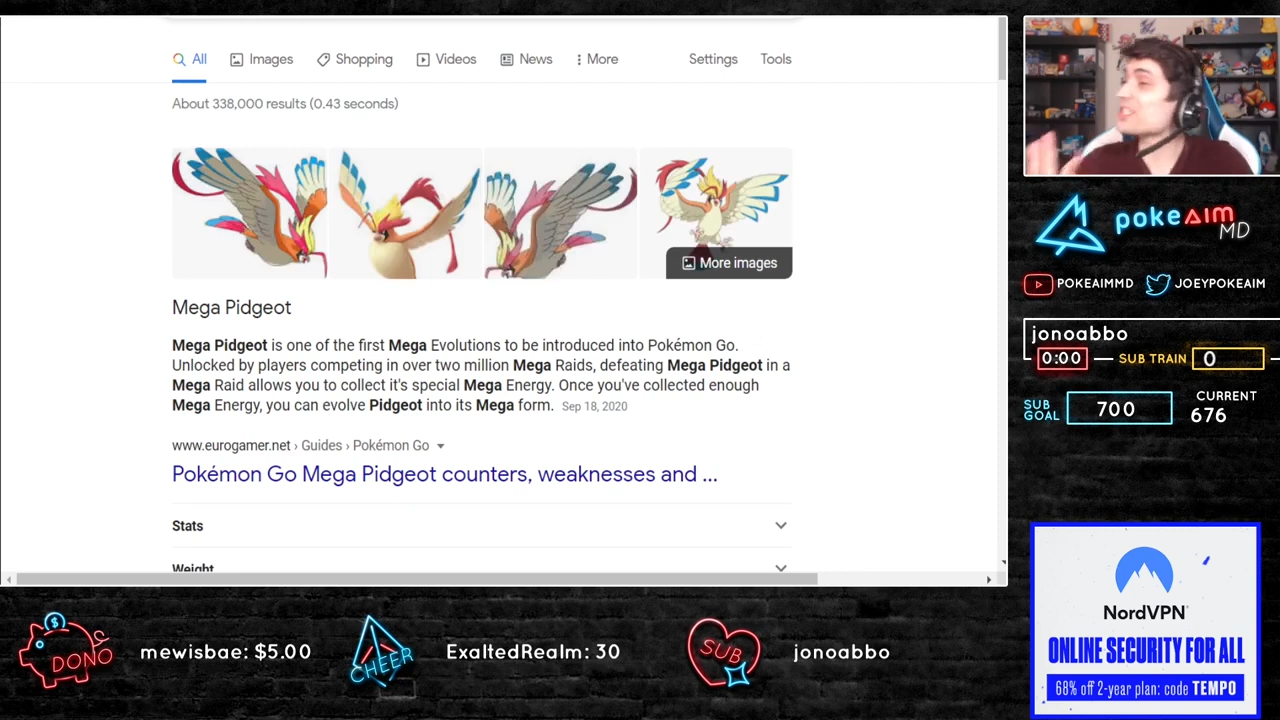 All
Images
Shopping
Videos
News
More
Settings
Tools
About 338,000 results (0.43 seconds)
More images
Mega Pidgeot
Mega Pidgeot is one of the first Mega Evolutions to be introduced into Pokémon Go.
Unlocked by players competing in over two million Mega Raids, defeating Mega Pidgeot in a
Mega Raid allows you to collect it's special Mega Energy. Once you've collected enough
Mega Energy, you can evolve Pidgeot into its Mega form. Sep 18, 2020
www.eurogamer.net › Guides › Pokémon Go
Pokémon Go Mega Pidgeot counters, weaknesses and ...
Stats
Weight
pokeAIM
MD
POKEAIMMD
JOEYPOKEAIM
jonoabbo
0:00
SUB TRAIN
0
SUB
GOAL
700
CURRENT
676
NordVPN
ONLINE SECURITY FOR ALL
68% off 2-year plan: code TEMPO
$
DONO
mewisbae: $5.00
CHEER
ExaltedRealm: 30
SUB
jonoabbo